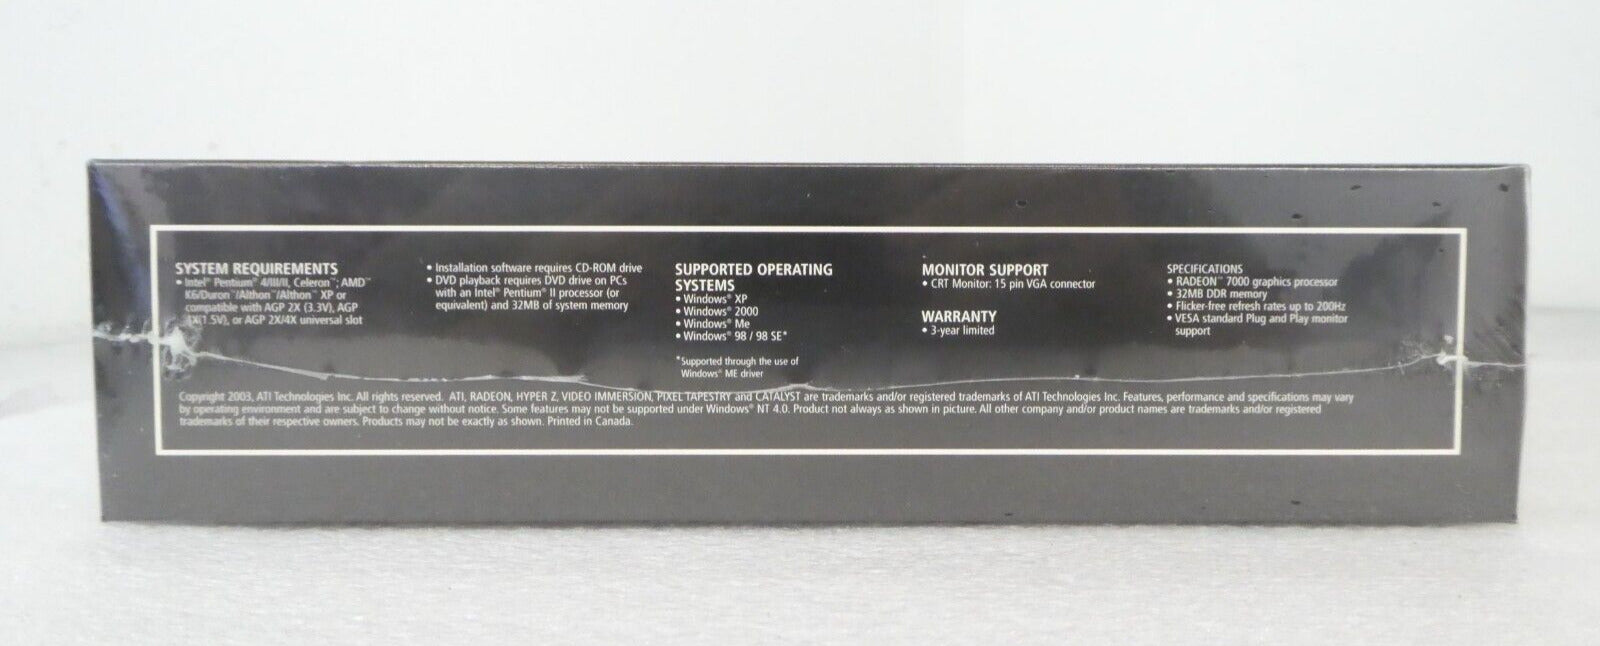 SYSTEM REQUIREMENTS
• Intel® Pentium® 4/III/II, Celeron™; AMD™
K6/Duron™/Althon™/Althon™ XP or
compatible with AGP 2X (3.3V), AGP
4X(1.5V), or AGP 2X/4X universal slot
• Installation software requires CD-ROM drive
• DVD playback requires DVD drive on PCs
with an Intel® Pentium® II processor (or
equivalent) and 32MB of system memory
SUPPORTED OPERATING
SYSTEMS
• Windows® XP
• Windows® 2000
• Windows® Me
• Windows® 98 / 98 SE*
*Supported through the use of
Windows® ME driver
MONITOR SUPPORT
• CRT Monitor: 15 pin VGA connector
WARRANTY
• 3-year limited
SPECIFICATIONS
• RADEON™ 7000 graphics processor
• 32MB DDR memory
• Flicker-free refresh rates up to 200Hz
• VESA standard Plug and Play monitor
support
Copyright 2003, ATI Technologies Inc. All rights reserved. ATI, RADEON, HYPER Z, VIDEO IMMERSION, PIXEL TAPESTRY and CATALYST are trademarks and/or registered trademarks of ATI Technologies Inc. Features, performance and specifications may vary
by operating environment and are subject to change without notice. Some features may not be supported under Windows® NT 4.0. Product not always as shown in picture. All other company and/or product names are trademarks and/or registered
trademarks of their respective owners. Products may not be exactly as shown. Printed in Canada.